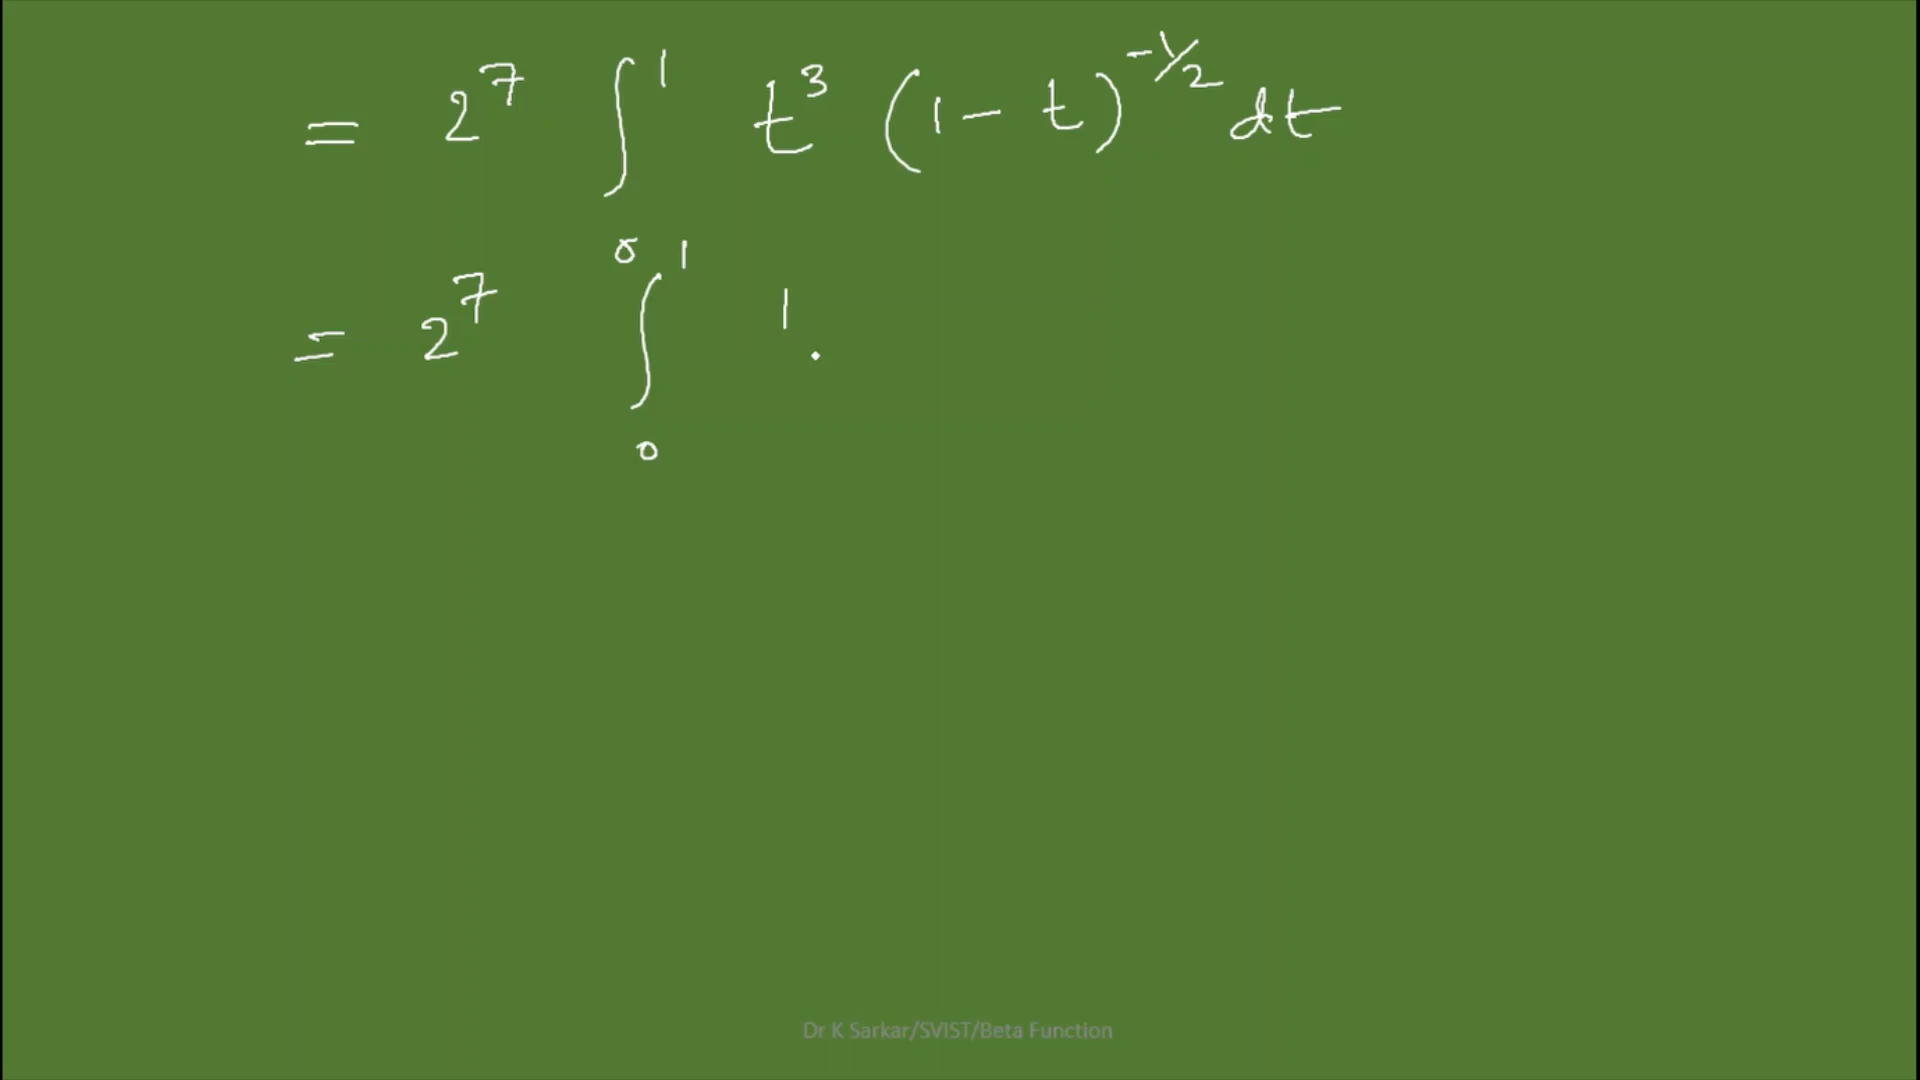 = 2^7 ∫_0^1 t^3 (1 - t)^{-1/2} dt
= 2^7 ∫_0^1 1
Dr K Sarkar/SVIST/Beta Function